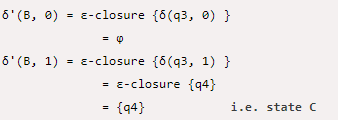 δ'(B, 0) = ε-closure {δ(q3, 0) }
= φ
δ'(B, 1) = ε-closure {δ(q3, 1) }
= ε-closure {q4}
= {q4} i.e. state C